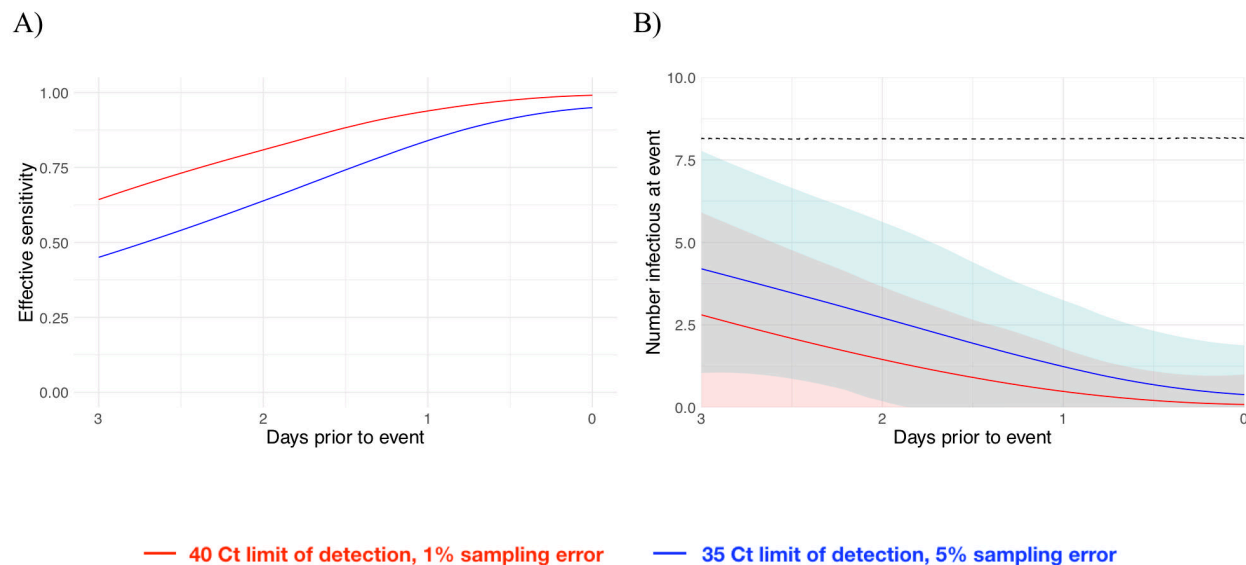 A)
B)
Effective sensitivity
1.00
0.75
0.50
0.25
0.00
3
2
1
0
Days prior to event
Number infectious at event
10.0
7.5
5.0
2.5
0.0
3
2
1
0
Days prior to event
40 Ct limit of detection, 1% sampling error
35 Ct limit of detection, 5% sampling error